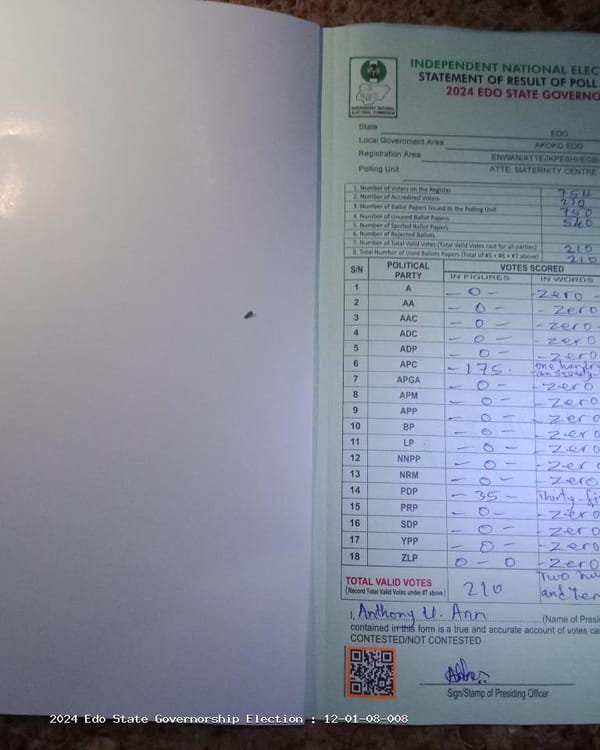 INDEPENDENT NATIONAL ELEC
STATEMENT OF RESULT OF POLL
2024 EDO STATE GOVERNO
INDEPENDENT NATIONAL
ELECTORAL COMMISSION
State EDO
Local Government Area AKOKO EDO
Registration Area ENWAN/ATTE/IKPESHI/EGBI
Polling Unit ATTE, MATERNITY CENTRE
1. Number of Voters on the Register 754
2. Number of Accredited Voters 210
3. Number of Ballot Papers Issued to the Polling Unit 750
4. Number of Unused Ballot Papers 540
5. Number of Spoiled Ballot Papers
6. Number of Rejected Ballots
7. Number of Total Valid Votes (Total Valid Votes cast for all parties) 210
8. Total Number of Used Ballots Papers (Total of #5 + #6 + #7 above) 210
S/N POLITICAL PARTY VOTES SCORED
IN FIGURES IN WORDS
1 A - 0 - - zero -
2 AA - 0 - - zero
3 AAC - 0 - - zero -
4 ADC - 0 - - zero
5 ADP - 0 - - zero
6 APC - 175 - one hundr
7 APGA - 0 - - zero
8 APM - 0 - - zero
9 APP - 0 - - zero
10 BP - 0 - - zero
11 LP - 0 - - zero
12 NNPP - 0 - - zero
13 NRM - 0 - - zero
14 PDP - 35 - Thirty-fi
15 PRP - 0 - - zero
16 SDP - 0 - - zero
17 YPP - 0 - - zero
18 ZLP 0 - 0 - zero
TOTAL VALID VOTES 210 Two hu
(Record Total Valid Votes under #7 above) and Ten
I, Anthony U. Ann (Name of Presi
contained in this form is a true and accurate account of votes cas
CONTESTED/NOT CONTESTED
Sign/Stamp of Presiding Officer
2024 Edo State Governorship Election : 12-01-08-008